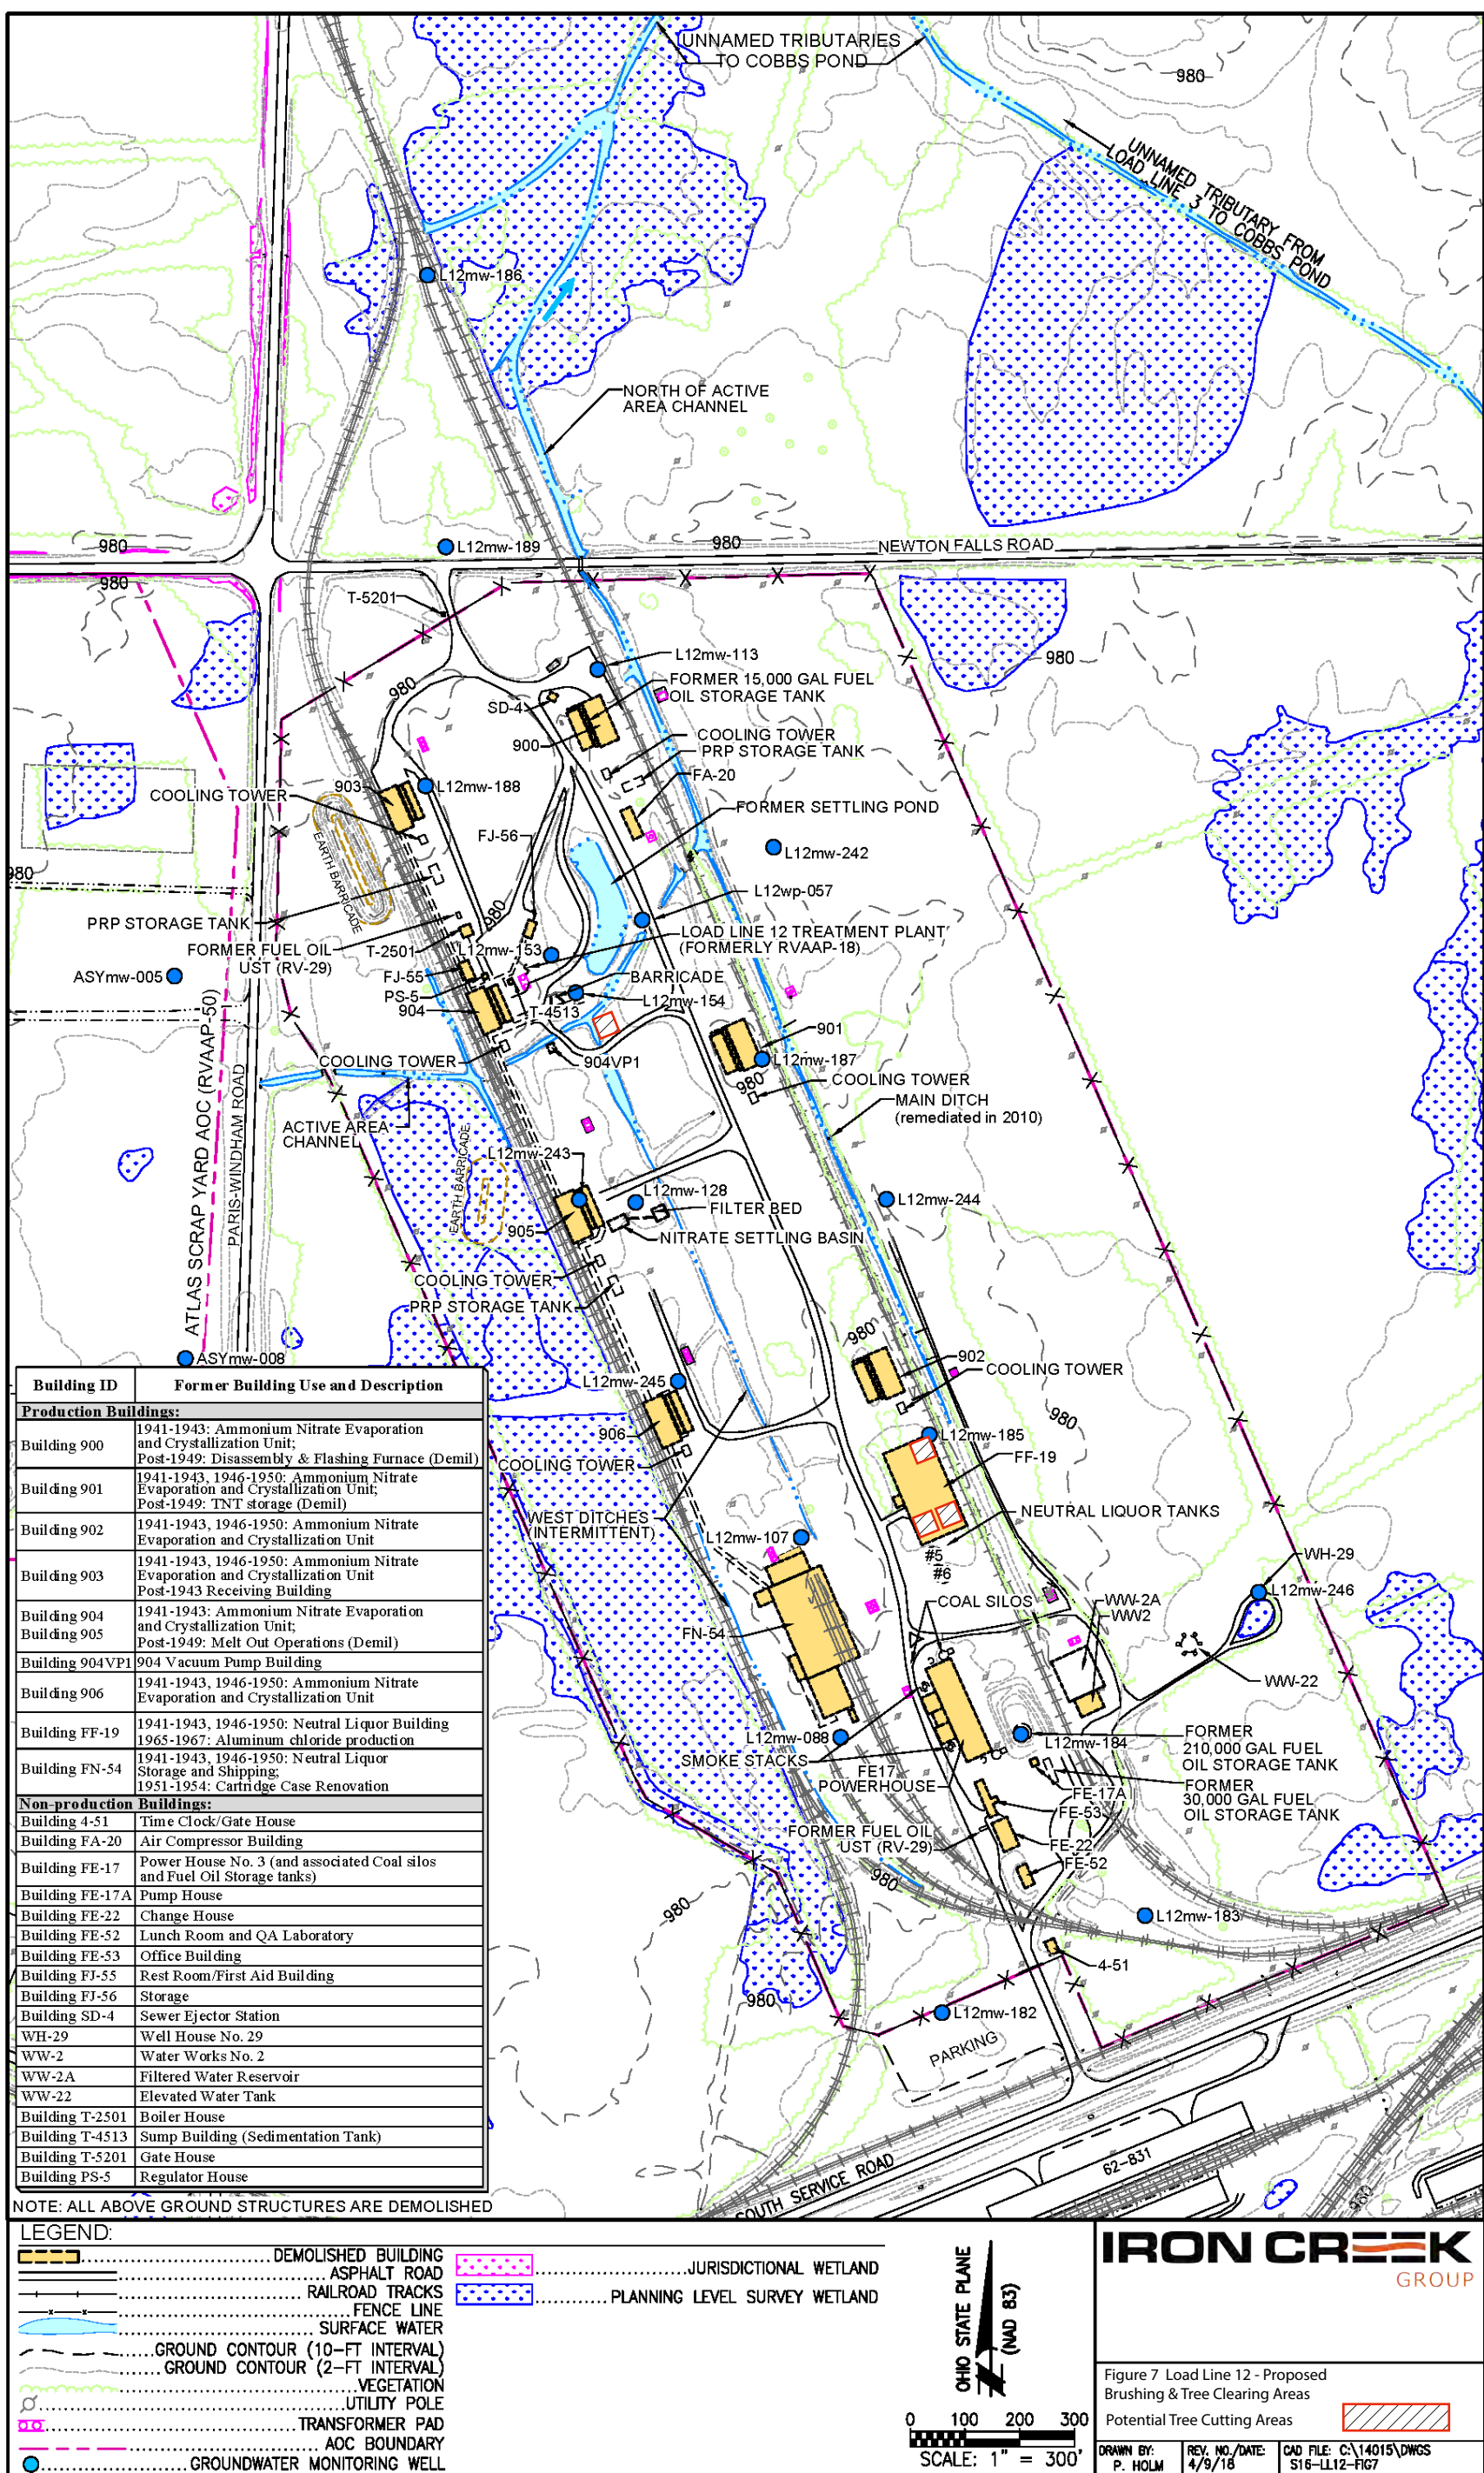 UNNAMED TRIBUTARIES
TO COBBS POND
980
UNNAMED TRIBUTARY FROM
LOAD LINE 3 TO COBBS POND
L12mw-186
NORTH OF ACTIVE
AREA CHANNEL
980
L12mw-189
980
NEWTON FALLS ROAD
980
T-5201
L12mw-113
980
FORMER 15,000 GAL FUEL
OIL STORAGE TANK
980
SD-4
900
COOLING TOWER
PRP STORAGE TANK
FA-20
903
L12mw-188
COOLING TOWER
FORMER SETTLING POND
FJ-56
EARTH BARRICADE
L12mw-242
980
L12wp-057
980
PRP STORAGE TANK
LOAD LINE 12 TREATMENT PLANT
(FORMERLY RVAAP-18)
FORMER FUEL OIL
UST (RV-29)
T-2501
L12mw-153
ASYmw-005
FJ-55
BARRICADE
PS-5
L12mw-154
904
T-4513
901
COOLING TOWER
904VP1
L12mw-187
980
COOLING TOWER
MAIN DITCH
(remediated in 2010)
ATLAS SCRAP YARD AOC (RVAAP-50)
PARIS-WINDHAM ROAD
ACTIVE AREA
CHANNEL
EARTH BARRICADE
L12mw-243
L12mw-128
FILTER BED
L12mw-244
905
NITRATE SETTLING BASIN
COOLING TOWER
PRP STORAGE TANK
980
902
COOLING TOWER
ASYmw-008
L12mw-245
980
906
L12mw-185
FF-19
COOLING TOWER
NEUTRAL LIQUOR TANKS
WEST DITCHES
(INTERMITTENT)
L12mw-107
#5
#6
WH-29
L12mw-246
COAL SILOS
WW-2A
WW2
FN-54
WW-22
L12mw-088
L12mw-184
FORMER
210,000 GAL FUEL
OIL STORAGE TANK
SMOKE STACKS
FE17
POWERHOUSE
FE-17A
FORMER
30,000 GAL FUEL
OIL STORAGE TANK
FE-53
FORMER FUEL OIL
UST (RV-29)
FE-22
FE-52
980
980
L12mw-183
4-51
980
L12mw-182
PARKING
SOUTH SERVICE ROAD
62-831
980
Building ID Former Building Use and Description
Production Buildings:
Building 900 1941-1943: Ammonium Nitrate Evaporation
and Crystallization Unit;
Post-1949: Disassembly & Flashing Furnace (Demil)
Building 901 1941-1943, 1946-1950: Ammonium Nitrate
Evaporation and Crystallization Unit;
Post-1949: TNT storage (Demil)
Building 902 1941-1943, 1946-1950: Ammonium Nitrate
Evaporation and Crystallization Unit
Building 903 1941-1943, 1946-1950: Ammonium Nitrate
Evaporation and Crystallization Unit
Post-1943 Receiving Building
Building 904 1941-1943: Ammonium Nitrate Evaporation
Building 905 and Crystallization Unit;
Post-1949: Melt Out Operations (Demil)
Building 904VP1 904 Vacuum Pump Building
Building 906 1941-1943, 1946-1950: Ammonium Nitrate
Evaporation and Crystallization Unit
Building FF-19 1941-1943, 1946-1950: Neutral Liquor Building
1965-1967: Aluminum chloride production
Building FN-54 1941-1943, 1946-1950: Neutral Liquor
Storage and Shipping;
1951-1954: Cartridge Case Renovation
Non-production Buildings:
Building 4-51 Time Clock/Gate House
Building FA-20 Air Compressor Building
Building FE-17 Power House No. 3 (and associated Coal silos
and Fuel Oil Storage tanks)
Building FE-17A Pump House
Building FE-22 Change House
Building FE-52 Lunch Room and QA Laboratory
Building FE-53 Office Building
Building FJ-55 Rest Room/First Aid Building
Building FJ-56 Storage
Building SD-4 Sewer Ejector Station
WH-29 Well House No. 29
WW-2 Water Works No. 2
WW-2A Filtered Water Reservoir
WW-22 Elevated Water Tank
Building T-2501 Boiler House
Building T-4513 Sump Building (Sedimentation Tank)
Building T-5201 Gate House
Building PS-5 Regulator House
NOTE: ALL ABOVE GROUND STRUCTURES ARE DEMOLISHED
LEGEND:
DEMOLISHED BUILDING
ASPHALT ROAD
RAILROAD TRACKS
FENCE LINE
SURFACE WATER
GROUND CONTOUR (10-FT INTERVAL)
GROUND CONTOUR (2-FT INTERVAL)
VEGETATION
UTILITY POLE
TRANSFORMER PAD
AOC BOUNDARY
GROUNDWATER MONITORING WELL
JURISDICTIONAL WETLAND
PLANNING LEVEL SURVEY WETLAND
OHIO STATE PLANE
(NAD 83)
0 100 200 300
SCALE: 1" = 300'
IRON CREEK
GROUP
Figure 7 Load Line 12 - Proposed
Brushing & Tree Clearing Areas
Potential Tree Cutting Areas
DRAWN BY:
P. HOLM
REV. NO./DATE:
4/9/18
CAD FILE: C:\14015\DWGS
S16-LL12-FIG7